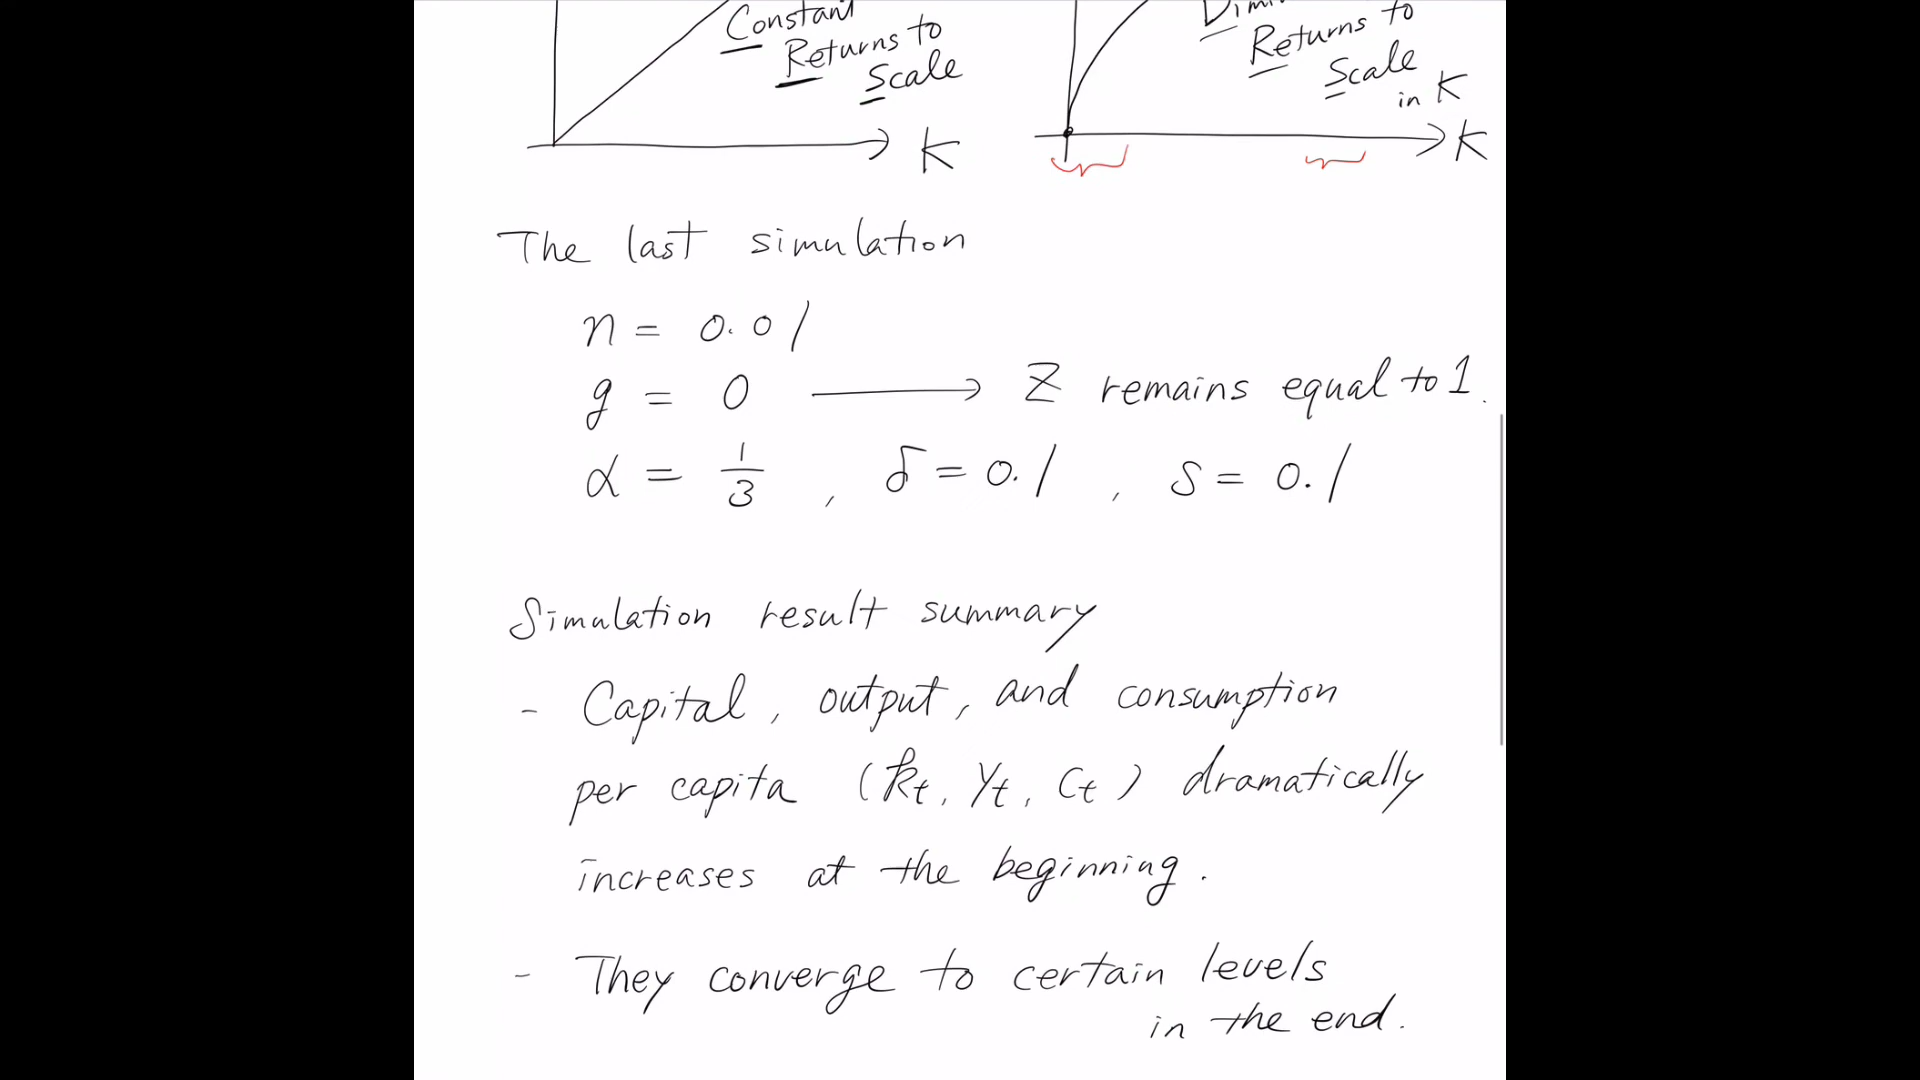 Constant
Returns to
Scale
K
Returns to
Scale
in K
K
The last simulation
n = 0.01
g = 0 → Z remains equal to 1.
α = 1/3 , δ = 0.1 , s = 0.1
Simulation result summary
- Capital, output, and consumption
per capita (kt, yt, ct) dramatically
increases at the beginning.
- They converge to certain levels
in the end.